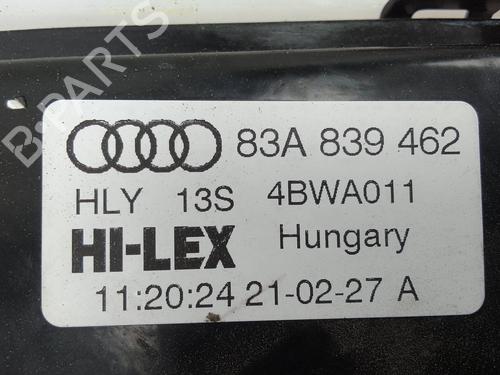 83A 839 462
HLY 13S 4BWA011
HI-LEX Hungary
11:20:24 21-02-27 A
B-PARTS